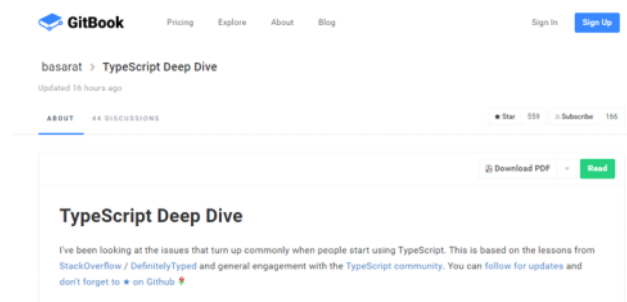 GitBook Pricing Explore About Blog Sign In Sign Up
basarat > TypeScript Deep Dive
Updated 16 hours ago
ABOUT 44 DISCUSSIONS ★ Star 559 Subscribe 166
Download PDF Read
TypeScript Deep Dive
I've been looking at the issues that turn up commonly when people start using TypeScript. This is based on the lessons from
StackOverflow / DefinitelyTyped and general engagement with the TypeScript community. You can follow for updates and
don't forget to ★ on Github 🌹